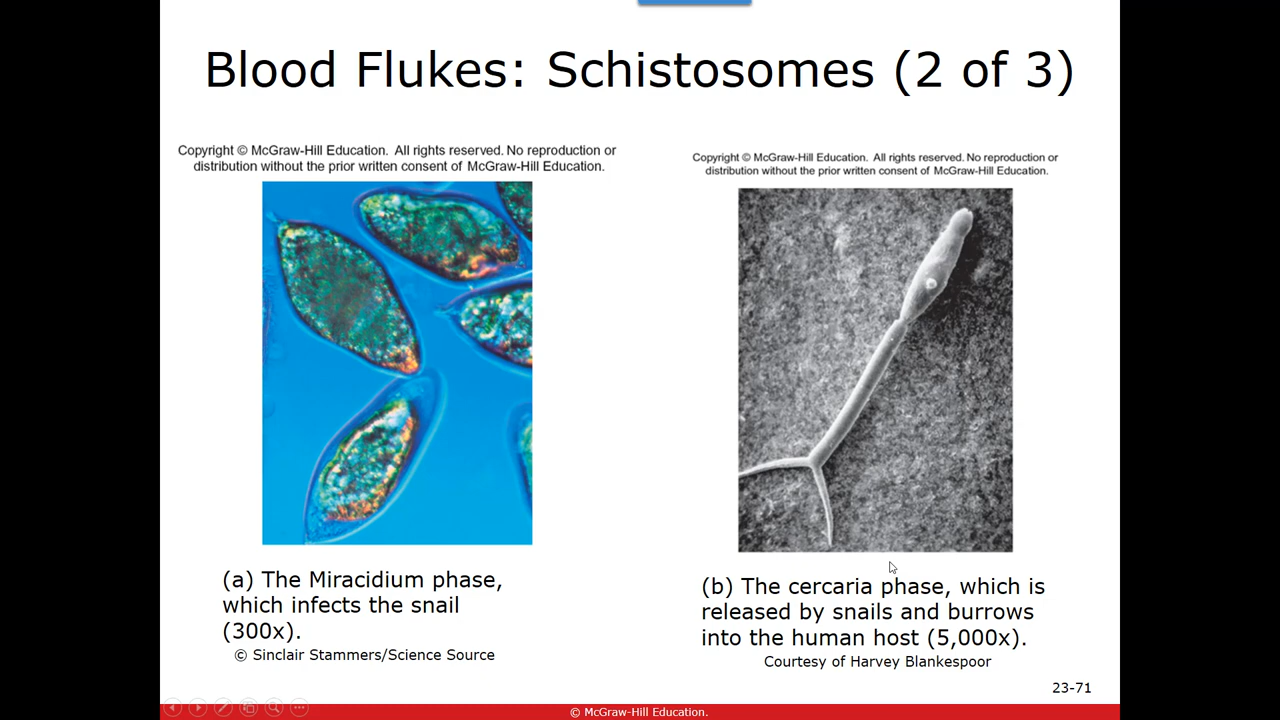 Blood Flukes: Schistosomes (2 of 3)
Copyright © McGraw-Hill Education. All rights reserved. No reproduction or
distribution without the prior written consent of McGraw-Hill Education.
Copyright © McGraw-Hill Education. All rights reserved. No reproduction or
distribution without the prior written consent of McGraw-Hill Education.
(a) The Miracidium phase,
which infects the snail
(300x).
© Sinclair Stammers/Science Source
(b) The cercaria phase, which is
released by snails and burrows
into the human host (5,000x).
Courtesy of Harvey Blankespoor
23-71
© McGraw-Hill Education.